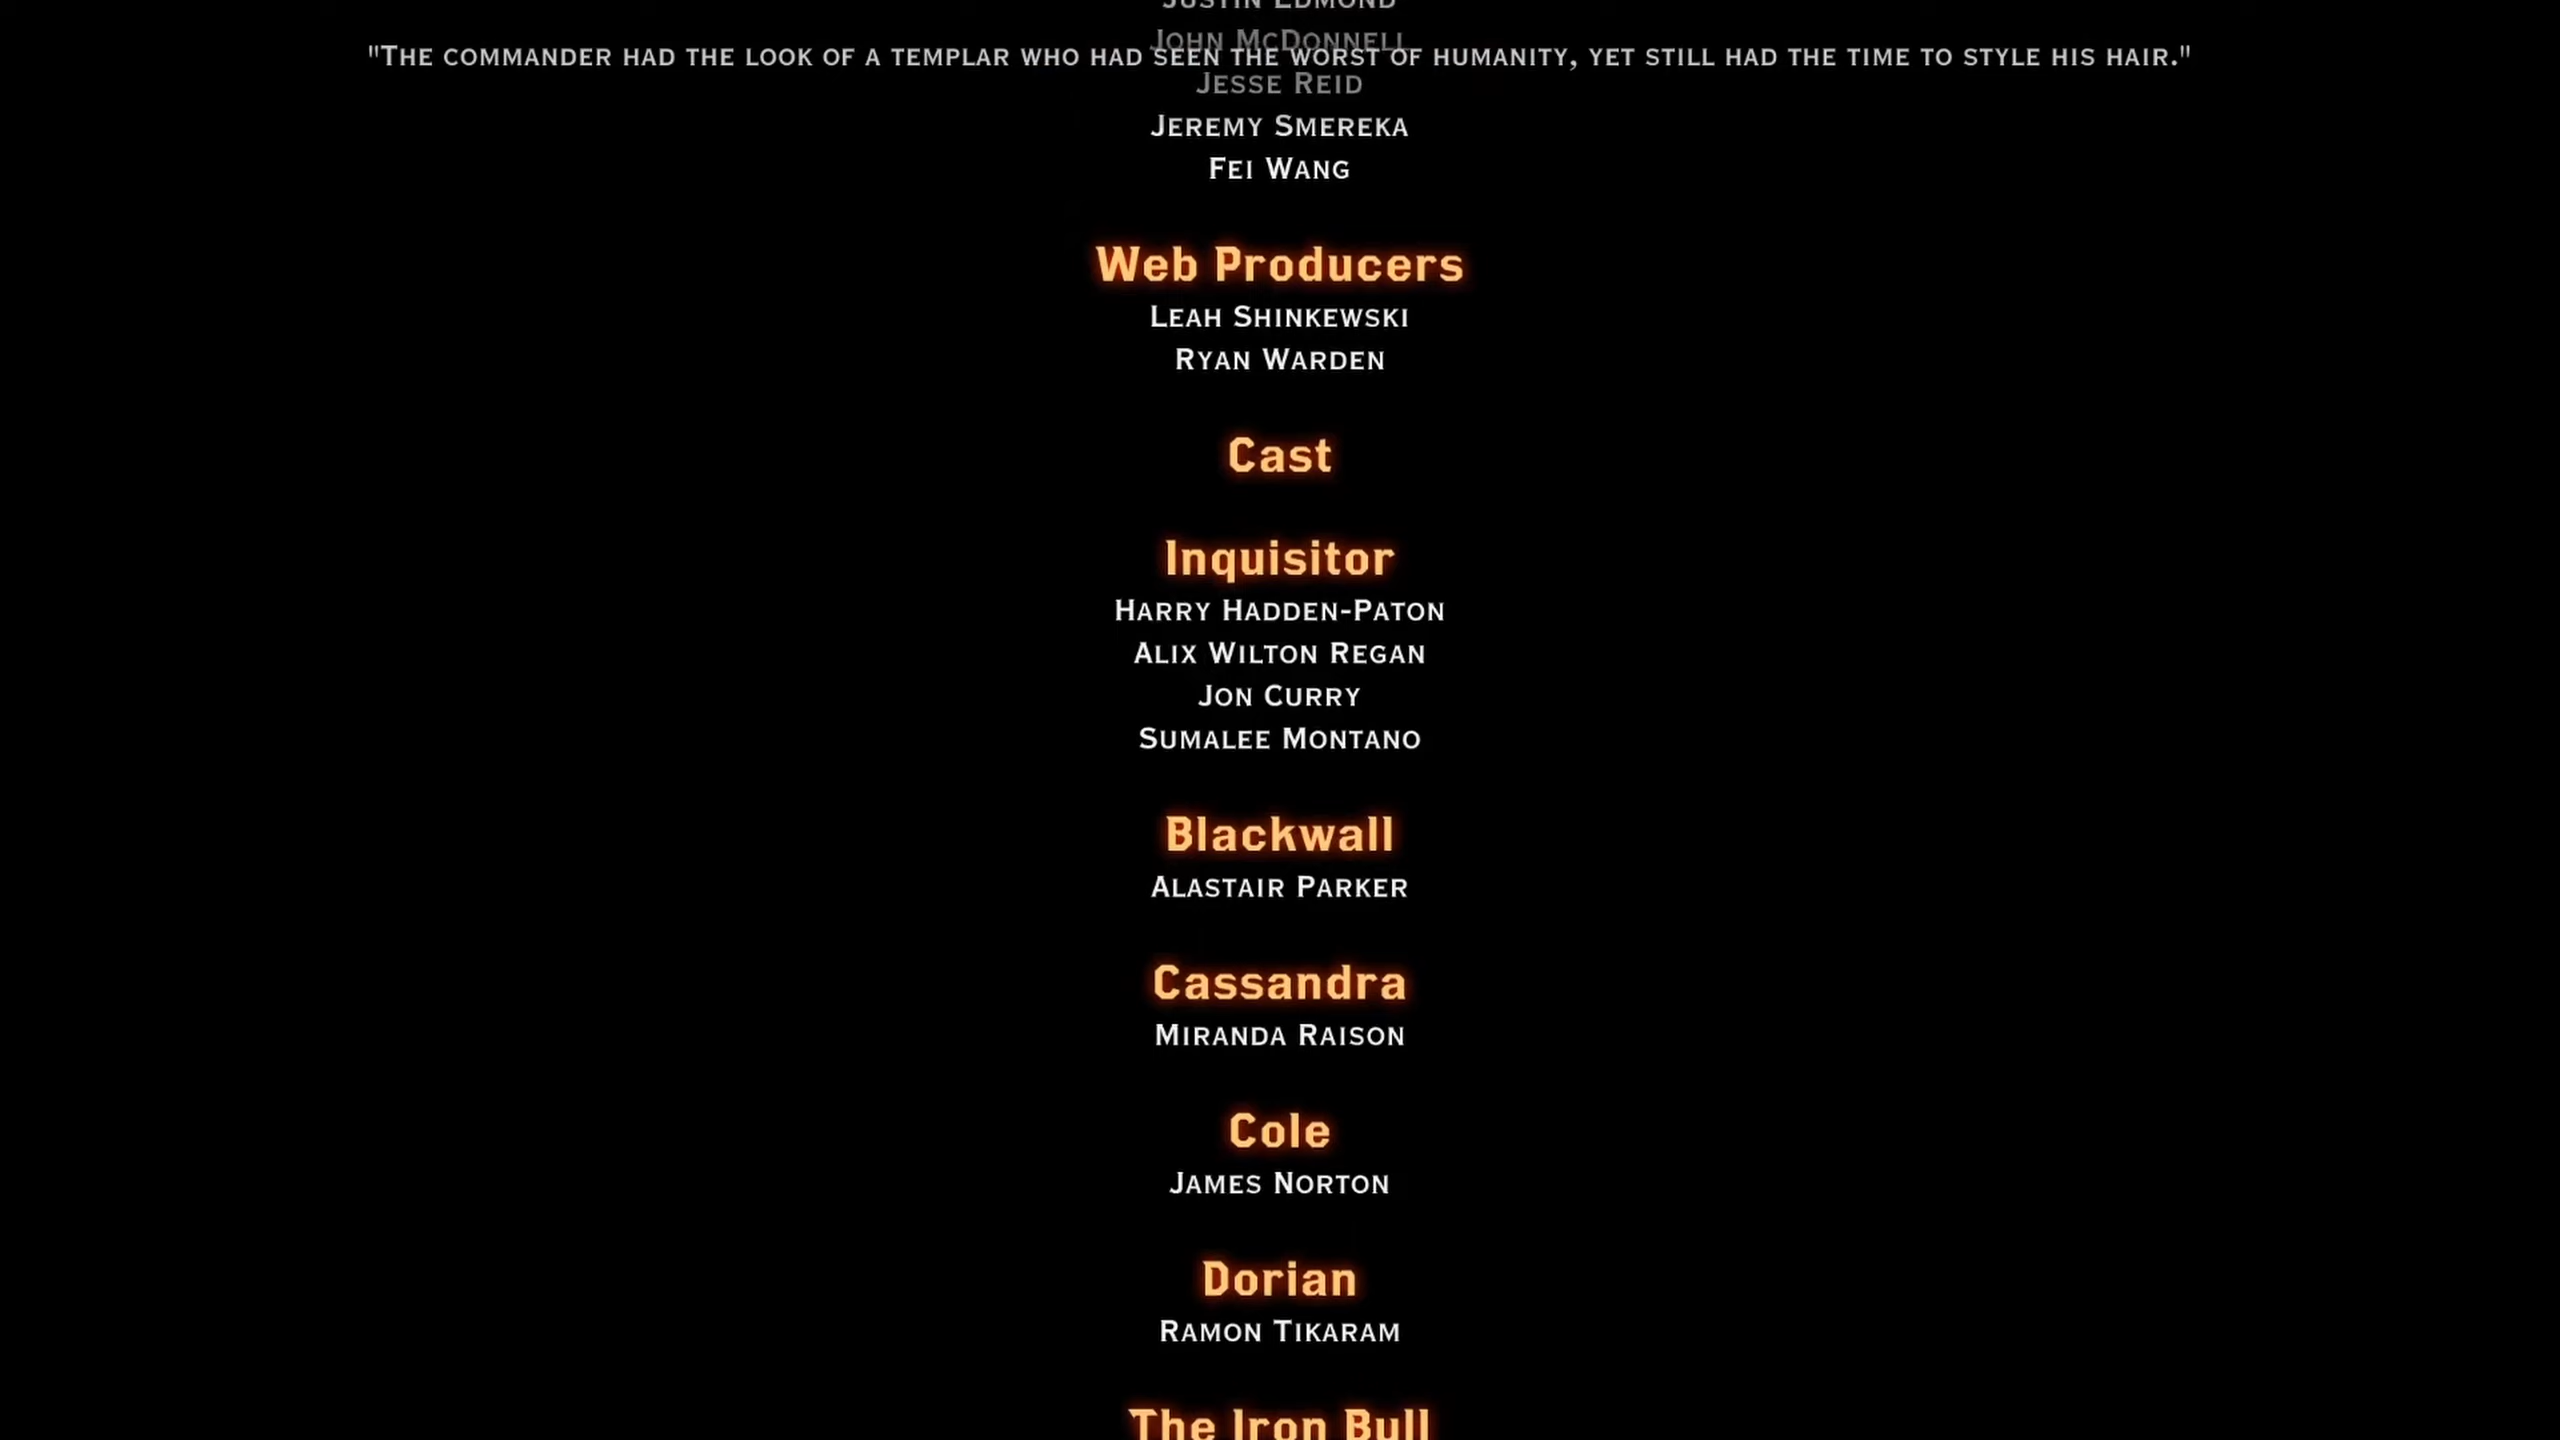 Justin Edmond
John McDonnell
"The commander had the look of a templar who had seen the worst of humanity, yet still had the time to style his hair."
Jesse Reid
Jeremy Smereka
Fei Wang
Web Producers
Leah Shinkewski
Ryan Warden
Cast
Inquisitor
Harry Hadden-Paton
Alix Wilton Regan
Jon Curry
Sumalee Montano
Blackwall
Alastair Parker
Cassandra
Miranda Raison
Cole
James Norton
Dorian
Ramon Tikaram
The Iron Bull